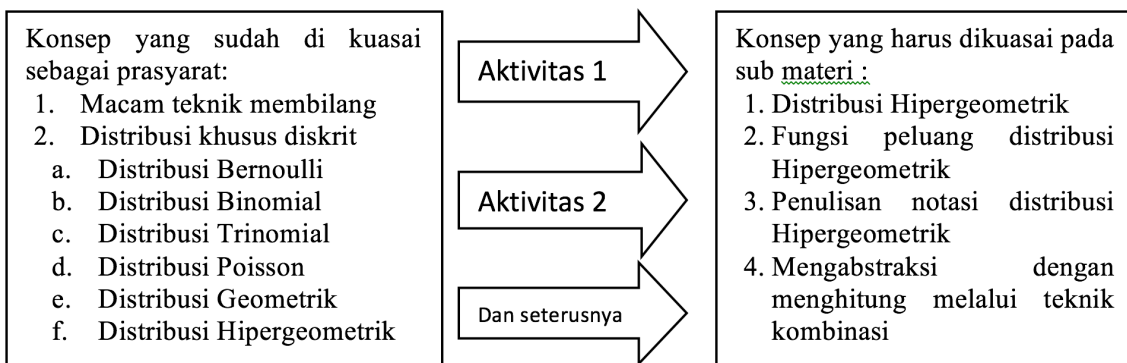 Konsep yang sudah di kuasai
sebagai prasyarat:
1. Macam teknik membilang
2. Distribusi khusus diskrit
a. Distribusi Bernoulli
b. Distribusi Binomial
c. Distribusi Trinomial
d. Distribusi Poisson
e. Distribusi Geometrik
f. Distribusi Hipergeometrik
Aktivitas 1
Aktivitas 2
Dan seterusnya
Konsep yang harus dikuasai pada
sub materi :
1. Distribusi Hipergeometrik
2. Fungsi peluang distribusi
Hipergeometrik
3. Penulisan notasi distribusi
Hipergeometrik
4. Mengabstraksi dengan
menghitung melalui teknik
kombinasi